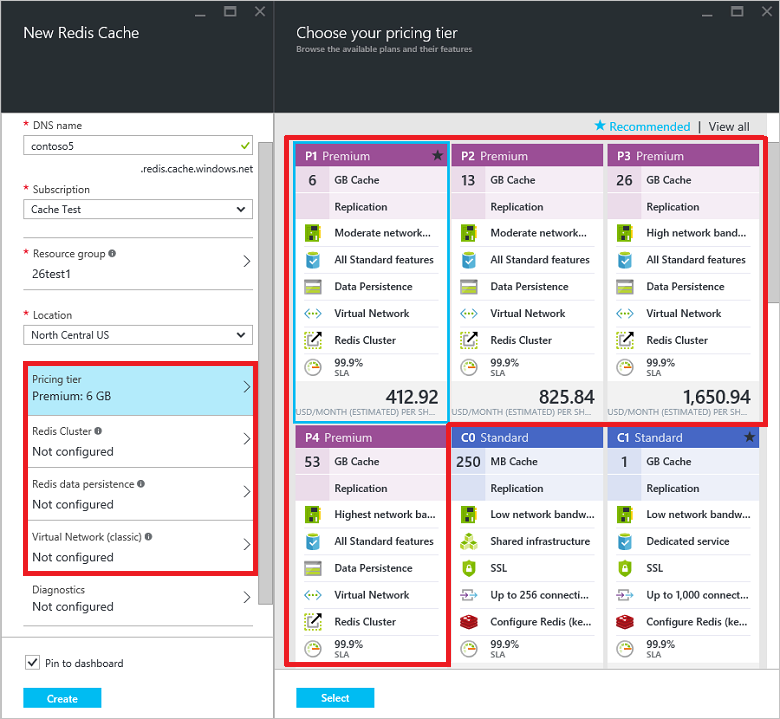 New Redis Cache
* DNS name
contoso5
.redis.cache.windows.net
* Subscription
Cache Test
* Resource group
26test1
* Location
North Central US
Pricing tier
Premium: 6 GB
Redis Cluster
Not configured
Redis data persistence
Not configured
Virtual Network (classic)
Not configured
Diagnostics
Not configured
Pin to dashboard
Create
Choose your pricing tier
Browse the available plans and their features
Recommended | View all
P1 Premium
6 GB Cache
Replication
Moderate network...
All Standard features
Data Persistence
Virtual Network
Redis Cluster
99.9%
SLA
412.92
USD/MONTH (ESTIMATED) PER SH...
P2 Premium
13 GB Cache
Replication
Moderate network...
All Standard features
Data Persistence
Virtual Network
Redis Cluster
99.9%
SLA
825.84
USD/MONTH (ESTIMATED) PER SH...
P3 Premium
26 GB Cache
Replication
High network band...
All Standard features
Data Persistence
Virtual Network
Redis Cluster
99.9%
SLA
1,650.94
USD/MONTH (ESTIMATED) PER SH...
P4 Premium
53 GB Cache
Replication
Highest network ba...
All Standard features
Data Persistence
Virtual Network
Redis Cluster
99.9%
SLA
C0 Standard
250 MB Cache
Replication
Low network bandw...
Shared infrastructure
SSL
Up to 256 connecti...
Configure Redis (ke...
99.9%
SLA
C1 Standard
1 GB Cache
Replication
Low network bandw...
Dedicated service
SSL
Up to 1,000 connect...
Configure Redis (ke...
99.9%
SLA
Select